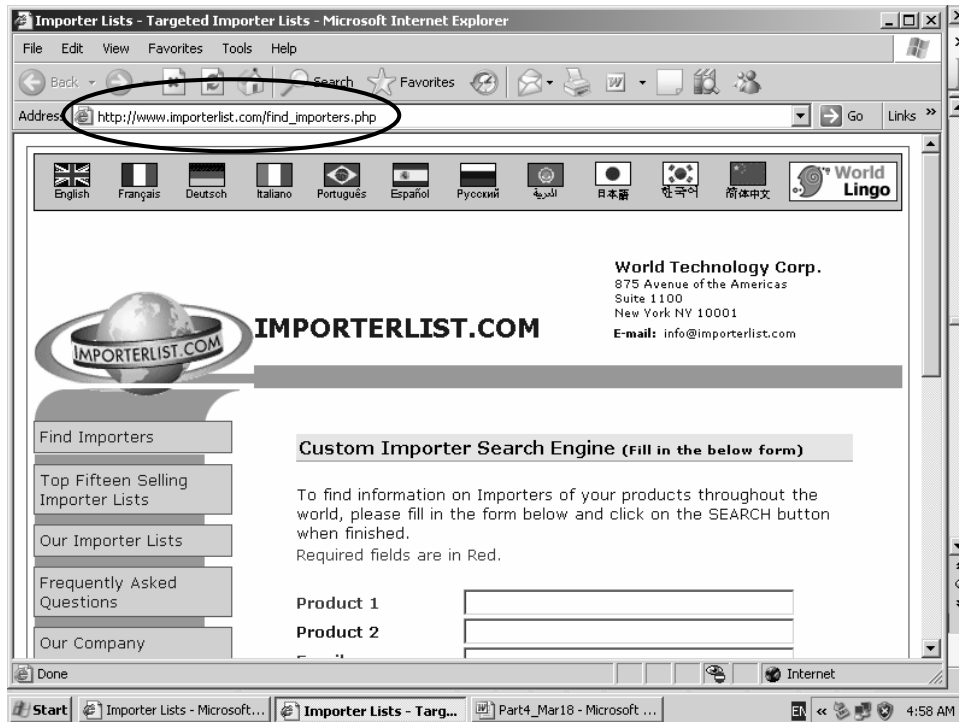 Importer Lists - Targeted Importer Lists - Microsoft Internet Explorer
File Edit View Favorites Tools Help
Back Search Favorites
Address http://www.importerlist.com/find_importers.php Go Links »
English Français Deutsch Italiano Português Español Русский العربية 日本語 한국어 简体中文 World Lingo
World Technology Corp.
875 Avenue of the Americas
Suite 1100
New York NY 10001
E-mail: info@importerlist.com
IMPORTERLIST.COM
IMPORTERLIST.COM
Find Importers
Top Fifteen Selling
Importer Lists
Our Importer Lists
Frequently Asked
Questions
Our Company
Custom Importer Search Engine (Fill in the below form)
To find information on Importers of your products throughout the
world, please fill in the form below and click on the SEARCH button
when finished.
Required fields are in Red.
Product 1
Product 2
Done Internet
Start Importer Lists - Microsoft... Importer Lists - Targ... Part4_Mar18 - Microsoft ... EN « 4:58 AM